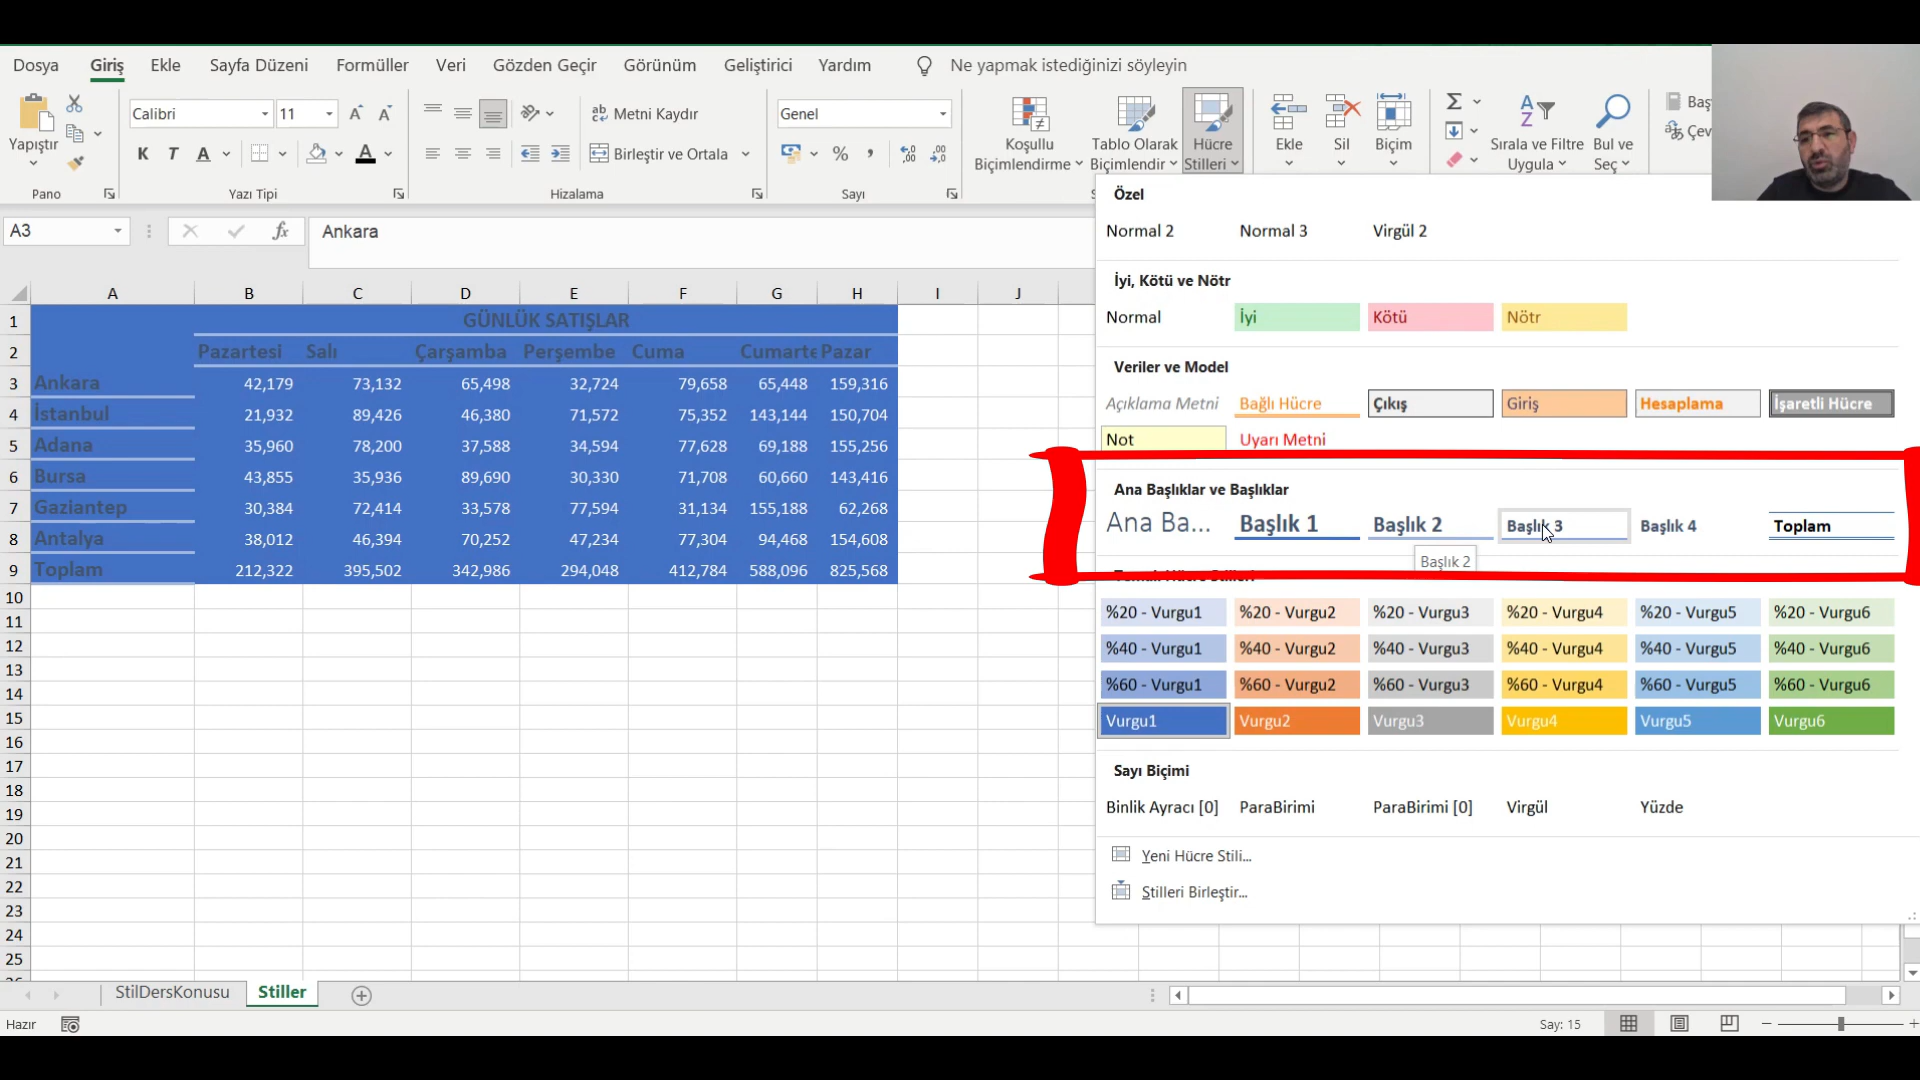 Dosya Giriş Ekle Sayfa Düzeni Formüller Veri Gözden Geçir Görünüm Geliştirici Yardım Ne yapmak istediğinizi söyleyin
Yapıştır
Calibri 11
K T A A
Metni Kaydır
Birleştir ve Ortala
Genel
%
Koşullu Biçimlendirme
Tablo Olarak Biçimlendir
Hücre Stilleri
Ekle
Sil
Biçim
Sırala ve Filtre Uygula
Bul ve Seç
Pano Yazı Tipi Hizalama Sayı
A3 fx Ankara
A B C D E F G H I J
1 GÜNLÜK SATIŞLAR
2 Pazartesi Salı Çarşamba Perşembe Cuma Cumarte Pazar
3 Ankara 42,179 73,132 65,498 32,724 79,658 65,448 159,316
4 İstanbul 21,932 89,426 46,380 71,572 75,352 143,144 150,704
5 Adana 35,960 78,200 37,588 34,594 77,628 69,188 155,256
6 Bursa 43,855 35,936 89,690 30,330 71,708 60,660 143,416
7 Gaziantep 30,384 72,414 33,578 77,594 31,134 155,188 62,268
8 Antalya 38,012 46,394 70,252 47,234 77,304 94,468 154,608
9 Toplam 212,322 395,502 342,986 294,048 412,784 588,096 825,568
10
11
12
13
14
15
16
17
18
19
20
21
22
23
24
25
Özel
Normal 2 Normal 3 Virgül 2
İyi, Kötü ve Nötr
Normal İyi Kötü Nötr
Veriler ve Model
Açıklama Metni Bağlı Hücre Çıkış Giriş Hesaplama İşaretli Hücre
Not Uyarı Metni
Ana Başlıklar ve Başlıklar
Ana Ba... Başlık 1 Başlık 2 Başlık 3 Başlık 4 Toplam
Başlık 2
%20 - Vurgu1 %20 - Vurgu2 %20 - Vurgu3 %20 - Vurgu4 %20 - Vurgu5 %20 - Vurgu6
%40 - Vurgu1 %40 - Vurgu2 %40 - Vurgu3 %40 - Vurgu4 %40 - Vurgu5 %40 - Vurgu6
%60 - Vurgu1 %60 - Vurgu2 %60 - Vurgu3 %60 - Vurgu4 %60 - Vurgu5 %60 - Vurgu6
Vurgu1 Vurgu2 Vurgu3 Vurgu4 Vurgu5 Vurgu6
Sayı Biçimi
Binlik Ayracı [0] ParaBirimi ParaBirimi [0] Virgül Yüzde
Yeni Hücre Stili...
Stilleri Birleştir...
StilDersKonusu Stiller
Hazır Say: 15